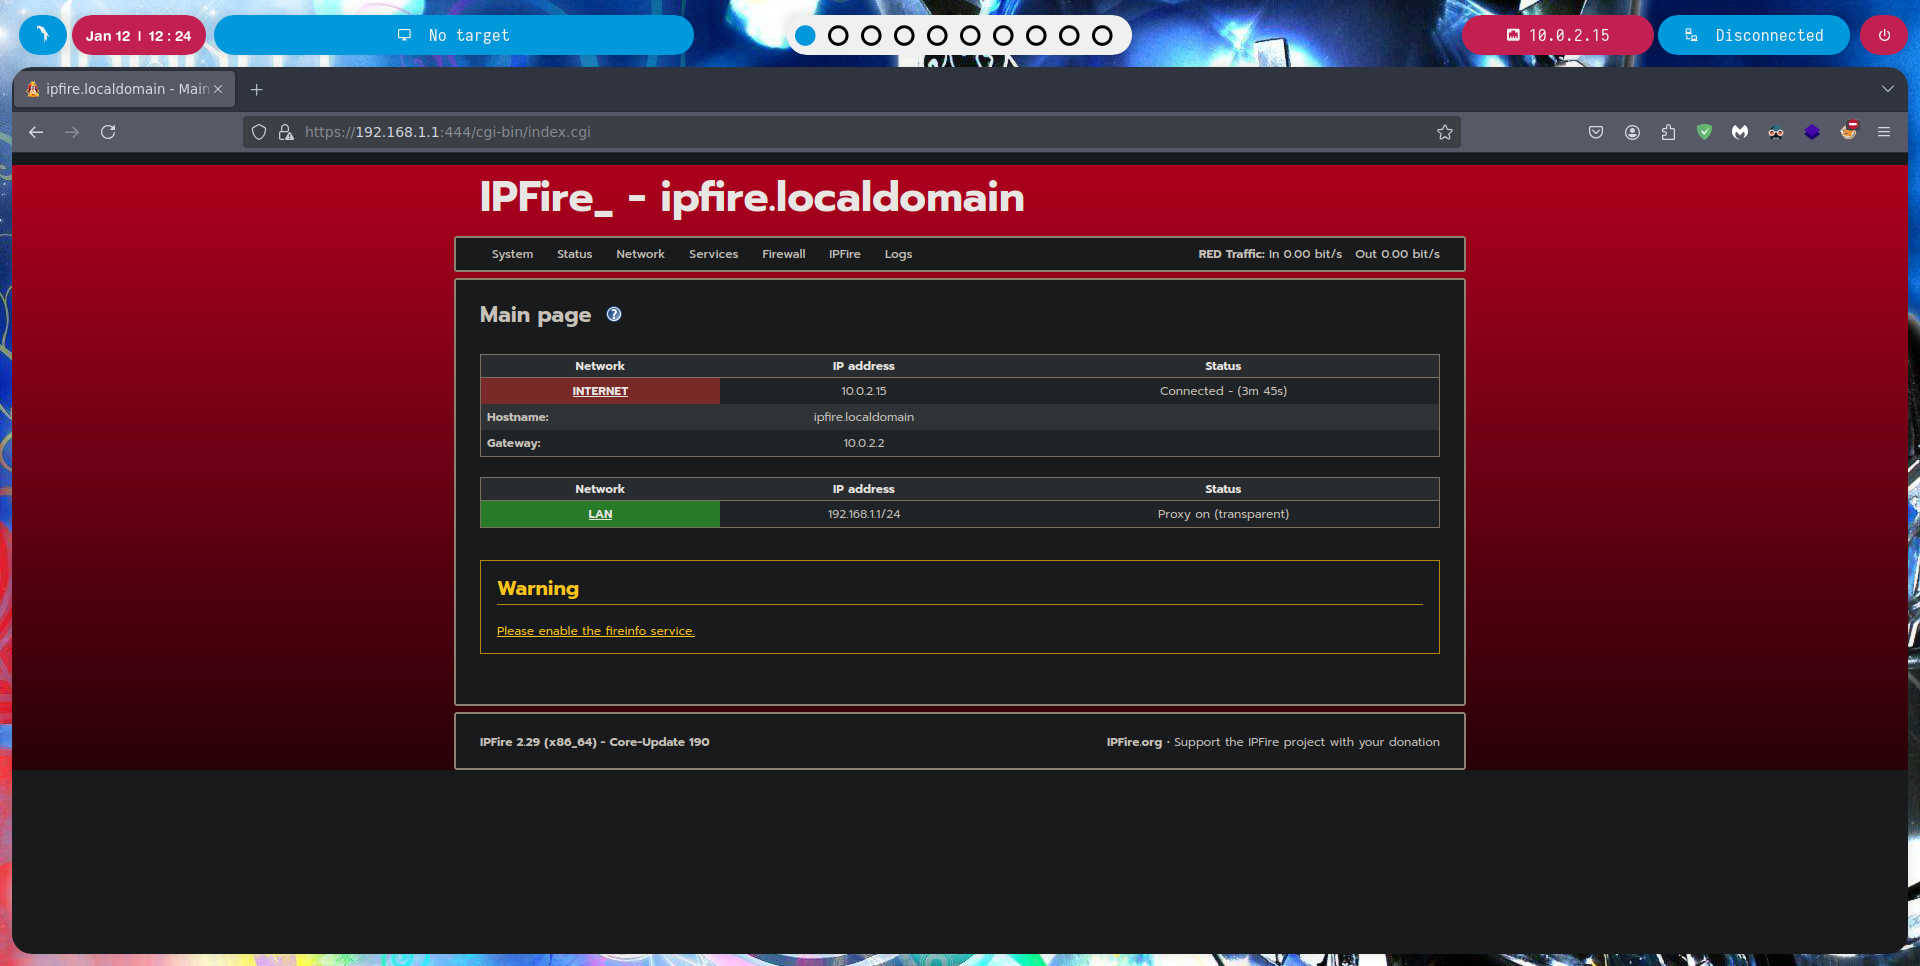 Jan 12 | 12 : 24
No target
10.0.2.15
Disconnected
ipfire.localdomain - Main
https://192.168.1.1:444/cgi-bin/index.cgi
IPFire_ - ipfire.localdomain
System Status Network Services Firewall IPFire Logs RED Traffic: In 0.00 bit/s Out 0.00 bit/s
Main page
Network IP address Status
INTERNET 10.0.2.15 Connected - (3m 45s)
Hostname: ipfire.localdomain
Gateway: 10.0.2.2
Network IP address Status
LAN 192.168.1.1/24 Proxy on (transparent)
Warning
Please enable the fireinfo service.
IPFire 2.29 (x86_64) - Core-Update 190
IPFire.org • Support the IPFire project with your donation